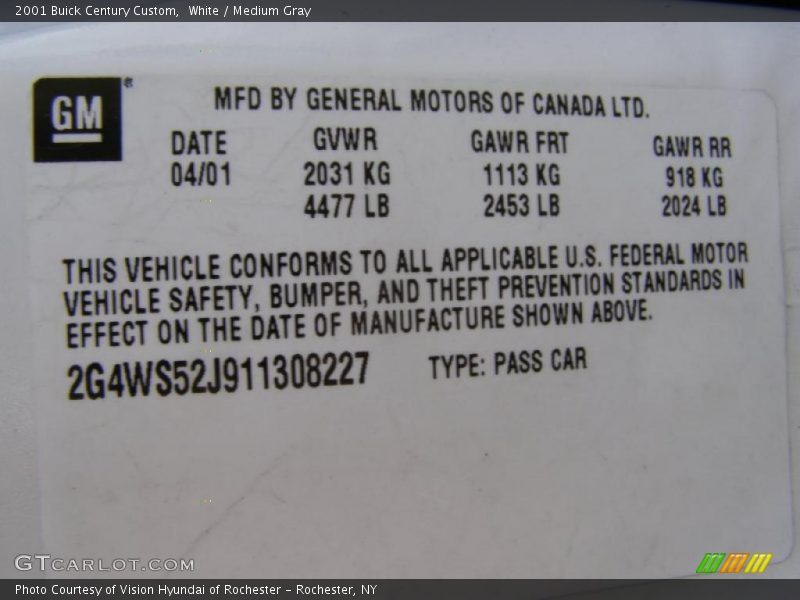 2001 Buick Century Custom, White / Medium Gray
GM
MFD BY GENERAL MOTORS OF CANADA LTD.
DATE GVWR GAWR FRT GAWR RR
04/01 2031 KG 1113 KG 918 KG
4477 LB 2453 LB 2024 LB
THIS VEHICLE CONFORMS TO ALL APPLICABLE U.S. FEDERAL MOTOR
VEHICLE SAFETY, BUMPER, AND THEFT PREVENTION STANDARDS IN
EFFECT ON THE DATE OF MANUFACTURE SHOWN ABOVE.
2G4WS52J911308227 TYPE: PASS CAR
GTCARLOT.COM
Photo Courtesy of Vision Hyundai of Rochester – Rochester, NY